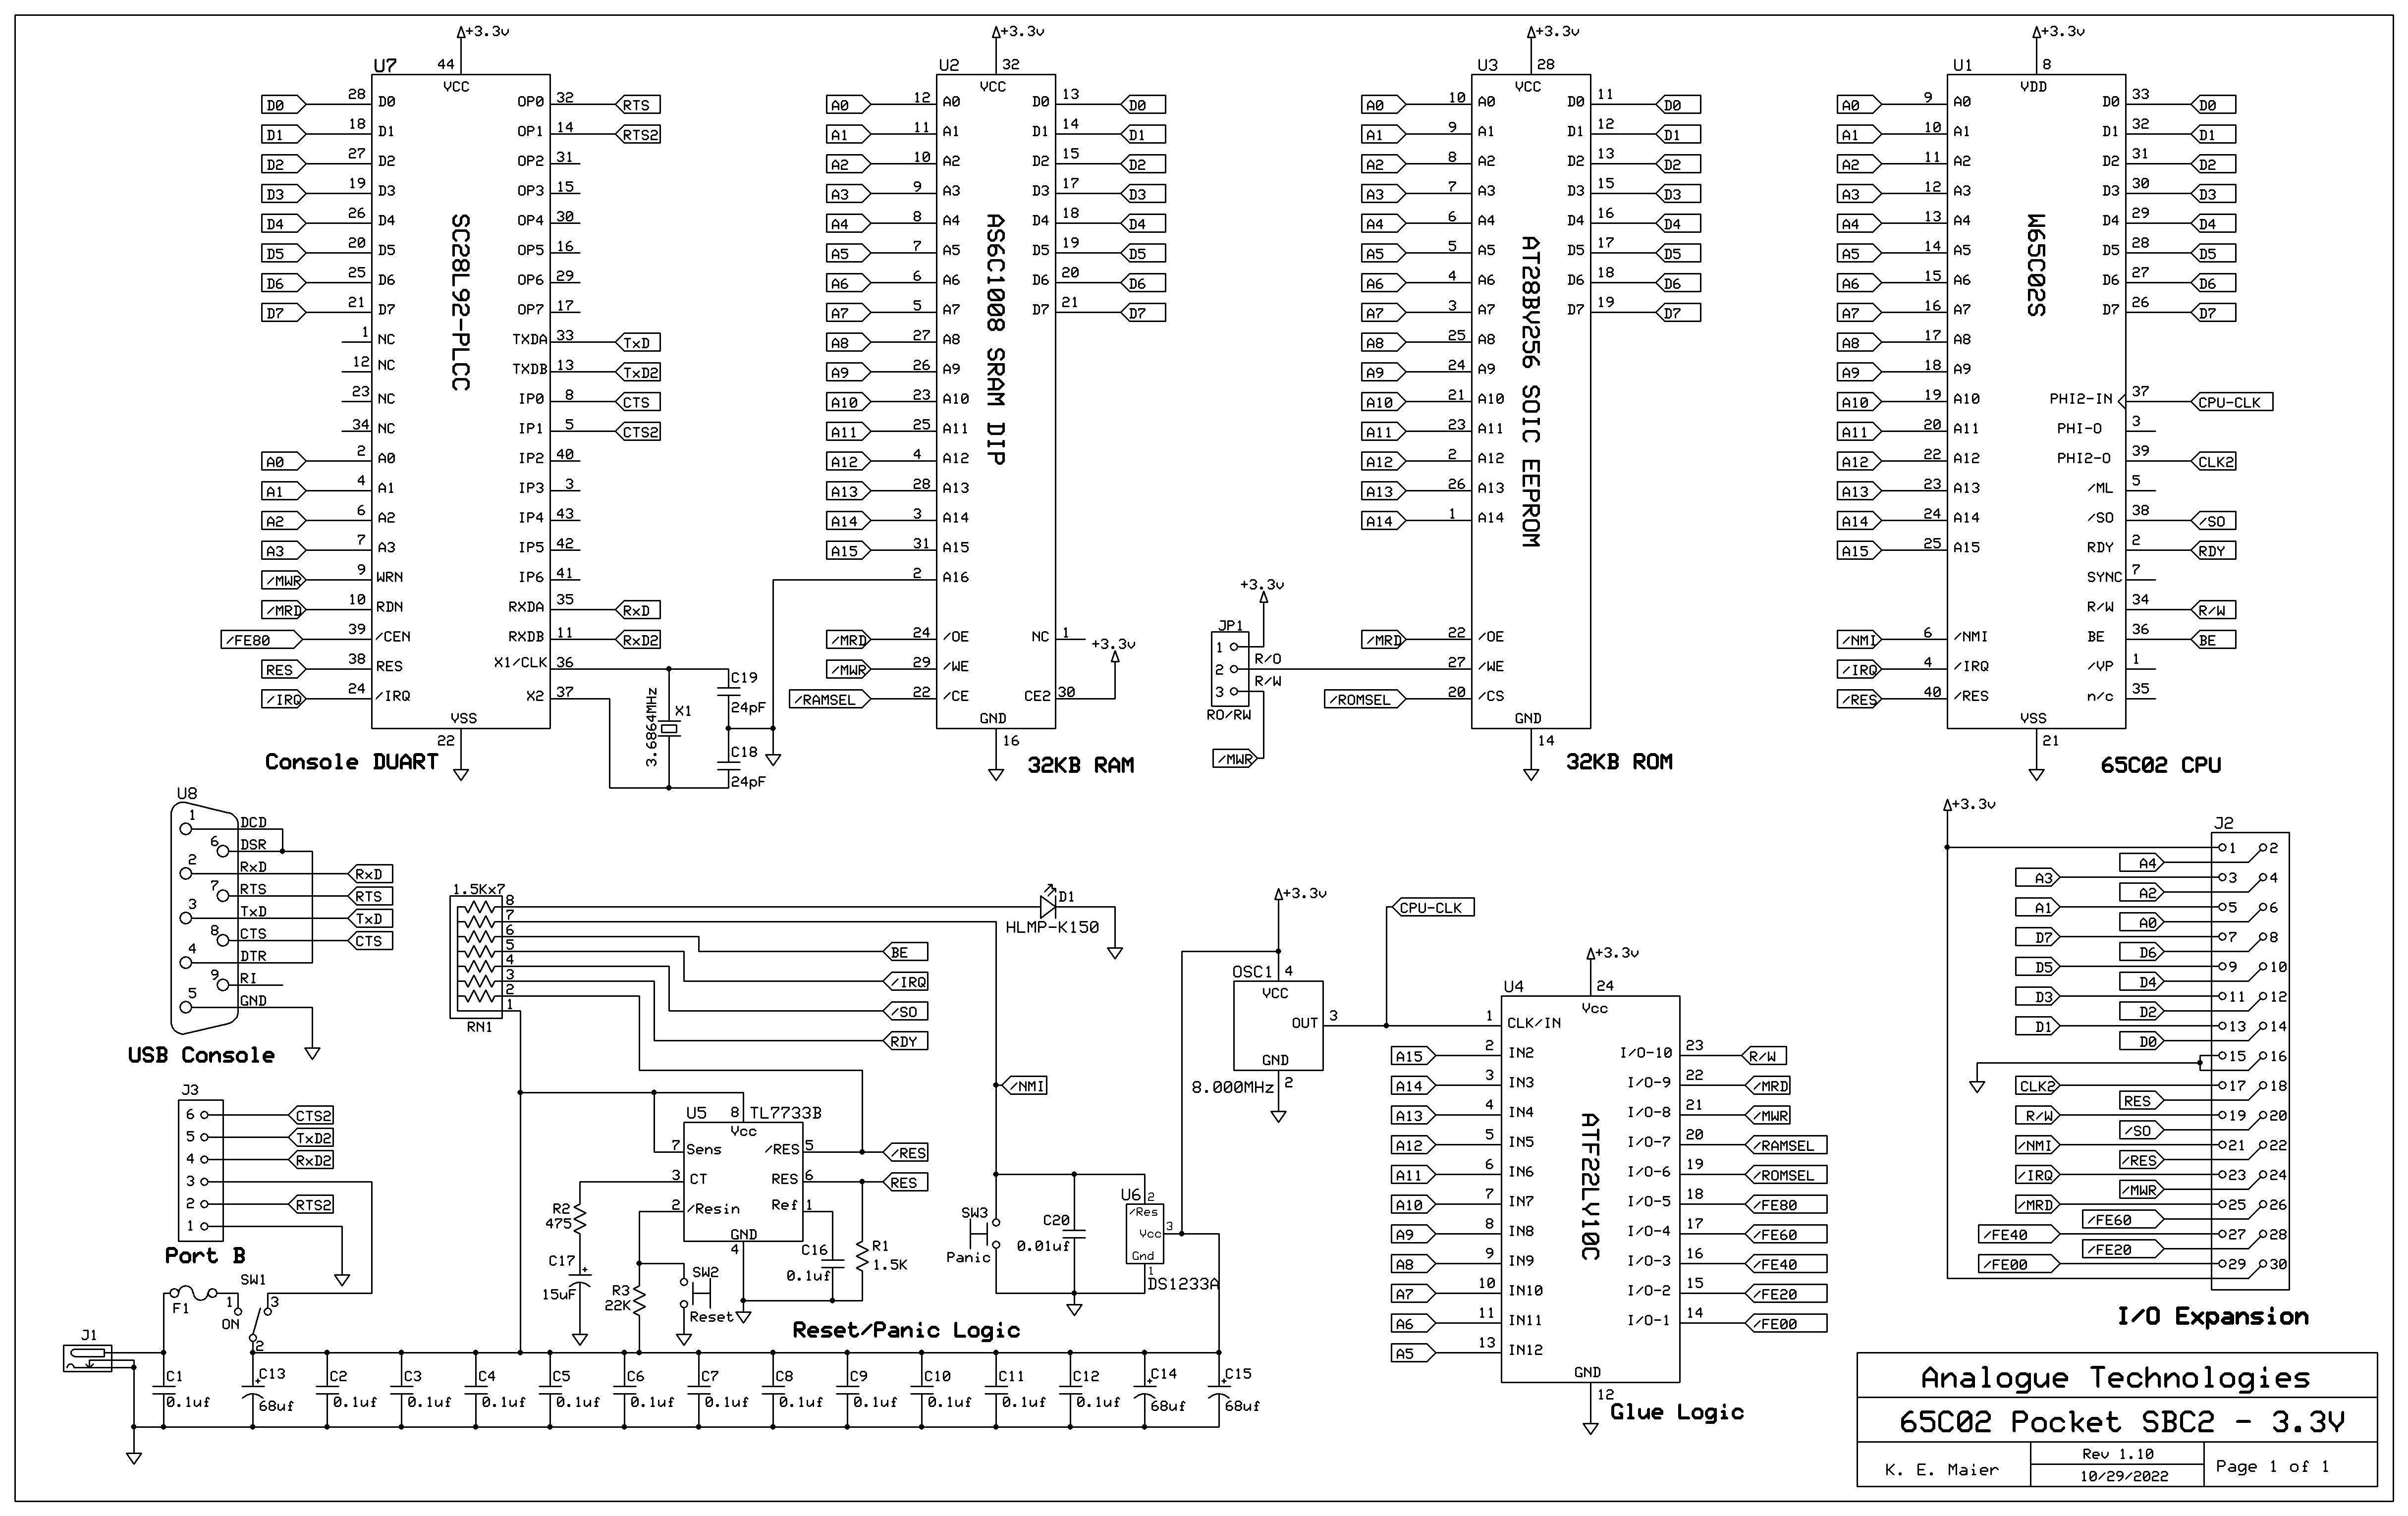 +3.3v
U7
44
VCC
SC28L92-PLCC
D0 28 D0 OP0 32 RTS
D1 18 D1 OP1 14 RTS2
D2 27 D2 OP2 31
D3 19 D3 OP3 15
D4 26 D4 OP4 30
D5 20 D5 OP5 16
D6 25 D6 OP6 29
D7 21 D7 OP7 17
1 NC TXDA 33 TxD
12 NC TXDB 13 TxD2
23 NC IP0 8 CTS
34 NC IP1 5 CTS2
A0 2 A0 IP2 40
A1 4 A1 IP3 3
A2 6 A2 IP4 43
A3 7 A3 IP5 42
/MWR 9 WRN IP6 41
/MRD 10 RDN RXDA 35 RxD
/FE80 39 /CEN RXDB 11 RxD2
RES 38 RES X1/CLK 36
/IRQ 24 /IRQ X2 37
VSS
22
Console DUART
3.6864MHz
X1
C19
24pF
C18
24pF
+3.3v
U2
32
VCC
AS6C1008 SRAM DIP
A0 12 A0 D0 13 D0
A1 11 A1 D1 14 D1
A2 10 A2 D2 15 D2
A3 9 A3 D3 17 D3
A4 8 A4 D4 18 D4
A5 7 A5 D5 19 D5
A6 6 A6 D6 20 D6
A7 5 A7 D7 21 D7
A8 27 A8
A9 26 A9
A10 23 A10
A11 25 A11
A12 4 A12
A13 28 A13
A14 3 A14
A15 31 A15
2 A16
/MRD 24 /OE NC 1
+3.3v
/MWR 29 /WE
/RAMSEL 22 /CE CE2 30
GND
16
32KB RAM
+3.3v
U3
28
VCC
AT28BV256 SOIC EEPROM
A0 10 A0 D0 11 D0
A1 9 A1 D1 12 D1
A2 8 A2 D2 13 D2
A3 7 A3 D3 15 D3
A4 6 A4 D4 16 D4
A5 5 A5 D5 17 D5
A6 4 A6 D6 18 D6
A7 3 A7 D7 19 D7
A8 25 A8
A9 24 A9
A10 21 A10
A11 23 A11
A12 2 A12
A13 26 A13
A14 1 A14
/MRD 22 /OE
27 /WE
/ROMSEL 20 /CS
GND
14
32KB ROM
+3.3v
JP1
1
2 R/O
3 R/W
RO/RW
/MWR
+3.3v
U1
8
VDD
W65C02S
A0 9 A0 D0 33 D0
A1 10 A1 D1 32 D1
A2 11 A2 D2 31 D2
A3 12 A3 D3 30 D3
A4 13 A4 D4 29 D4
A5 14 A5 D5 28 D5
A6 15 A6 D6 27 D6
A7 16 A7 D7 26 D7
A8 17 A8
A9 18 A9
A10 19 A10 PHI2-IN 37 CPU-CLK
A11 20 A11 PHI-O 3
A12 22 A12 PHI2-O 39 CLK2
A13 23 A13 /ML 5
A14 24 A14 /SO 38 /SO
A15 25 A15 RDY 2 RDY
SYNC 7
R/W 34 R/W
/NMI 6 /NMI BE 36 BE
/IRQ 4 /IRQ /VP 1
/RES 40 /RES n/c 35
VSS
21
65C02 CPU
U8
1 DCD
6 DSR
2 RxD RxD
7 RTS RTS
3 TxD TxD
8 CTS CTS
4 DTR
9 RI
5 GND
USB Console
J3
6 CTS2
5 TxD2
4 RxD2
3
2 RTS2
1
Port B
1.5Kx7
8
7
6 BE
5 /IRQ
4 /SO
3 RDY
2
1
RN1
D1
HLMP-K150
/NMI
U5
8 TL7733B
Vcc
7 Sens /RES 5 /RES
3 CT RES 6 RES
2 /Resin Ref 1
GND
4
R2
475
C17
+
15uF
R3
22K
SW2
Reset
C16
0.1uf
R1
1.5K
SW3
Panic
C20
0.01uf
U6
2
/Res
Vcc 3
Gnd
1
DS1233A
Reset/Panic Logic
+3.3v
OSC1 4
VCC
OUT 3
GND
8.000MHz 2
CPU-CLK
+3.3v
U4
24
Vcc
ATF22LV10C
1 CLK/IN
A15 2 IN2 I/O-10 23 R/W
A14 3 IN3 I/O-9 22 /MRD
A13 4 IN4 I/O-8 21 /MWR
A12 5 IN5 I/O-7 20 /RAMSEL
A11 6 IN6 I/O-6 19 /ROMSEL
A10 7 IN7 I/O-5 18 /FE80
A9 8 IN8 I/O-4 17 /FE60
A8 9 IN9 I/O-3 16 /FE40
A7 10 IN10 I/O-2 15 /FE20
A6 11 IN11 I/O-1 14 /FE00
A5 13 IN12
GND
12
Glue Logic
+3.3v
J2
1 2
A4
A3 3 4
A2
A1 5 6
A0
D7 7 8
D6
D5 9 10
D4
D3 11 12
D2
D1 13 14
D0
15 16
CLK2 17 18
RES
R/W 19 20
/SO
/NMI 21 22
/RES
/IRQ 23 24
/MWR
/MRD 25 26
/FE60
/FE40 27 28
/FE20
/FE00 29 30
I/O Expansion
F1
SW1
1
ON
3
2
J1
C1
0.1uf
+
C13
68uf
C2
0.1uf
C3
0.1uf
C4
0.1uf
C5
0.1uf
C6
0.1uf
C7
0.1uf
C8
0.1uf
C9
0.1uf
C10
0.1uf
C11
0.1uf
C12
0.1uf
+
C14
68uf
+
C15
68uf
Analogue Technologies
65C02 Pocket SBC2 - 3.3V
K. E. Maier
Rev 1.10
10/29/2022
Page 1 of 1